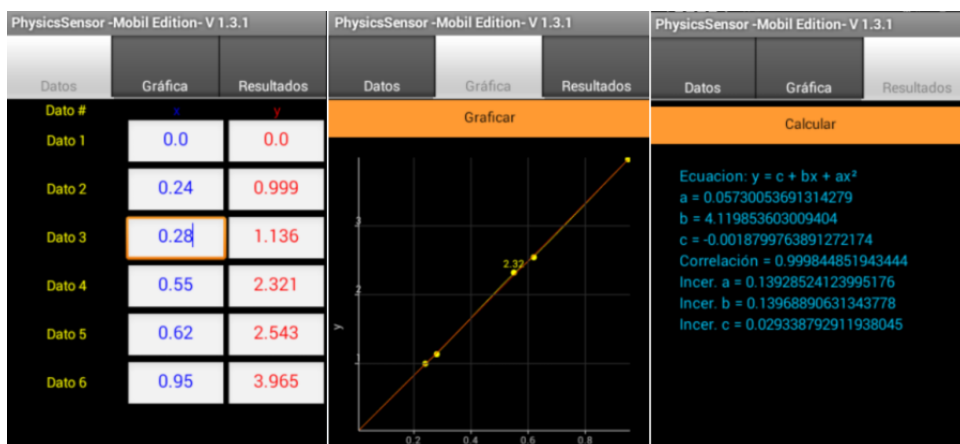 PhysicsSensor -Mobil Edition- V 1.3.1
Datos Gráfica Resultados
Dato # x y
Dato 1 0.0 0.0
Dato 2 0.24 0.999
Dato 3 0.28 1.136
Dato 4 0.55 2.321
Dato 5 0.62 2.543
Dato 6 0.95 3.965
PhysicsSensor -Mobil Edition- V 1.3.1
Datos Gráfica Resultados
Graficar
3
2.32
2
y
1
0.2 0.4 0.6 0.8
PhysicsSensor -Mobil Edition- V 1.3.1
Datos Gráfica Resultados
Calcular
Ecuacion: y = c + bx + ax²
a = 0.05730053691314279
b = 4.119853603009404
c = -0.0018799763891272174
Correlación = 0.999844851943444
Incer. a = 0.13928524123995176
Incer. b = 0.13968890631343778
Incer. c = 0.029338792911938045